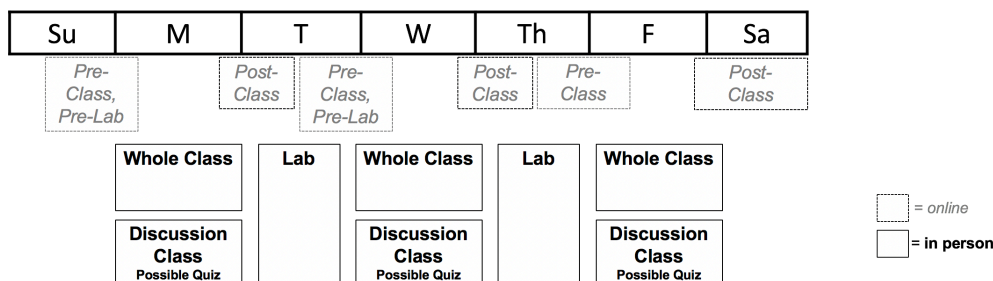 Su M T W Th F Sa
Pre-
Class,
Pre-Lab
Post-
Class
Pre-
Class,
Pre-Lab
Post-
Class
Pre-
Class
Post-
Class
Whole Class Lab Whole Class Lab Whole Class
Discussion
Class
Possible Quiz
Discussion
Class
Possible Quiz
Discussion
Class
Possible Quiz
= online
= in person